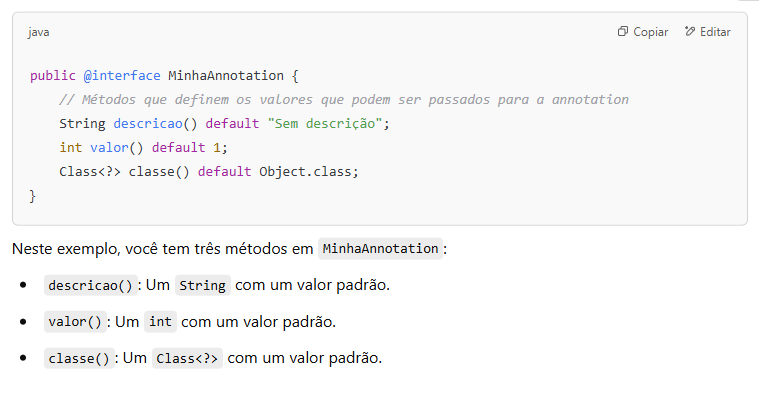 java
Copiar
Editar
public @interface MinhaAnnotation {
    // Métodos que definem os valores que podem ser passados para a annotation
    String descricao() default "Sem descrição";
    int valor() default 1;
    Class<?> classe() default Object.class;
}
Neste exemplo, você tem três métodos em MinhaAnnotation:
• descricao(): Um String com um valor padrão.
• valor(): Um int com um valor padrão.
• classe(): Um Class<?> com um valor padrão.